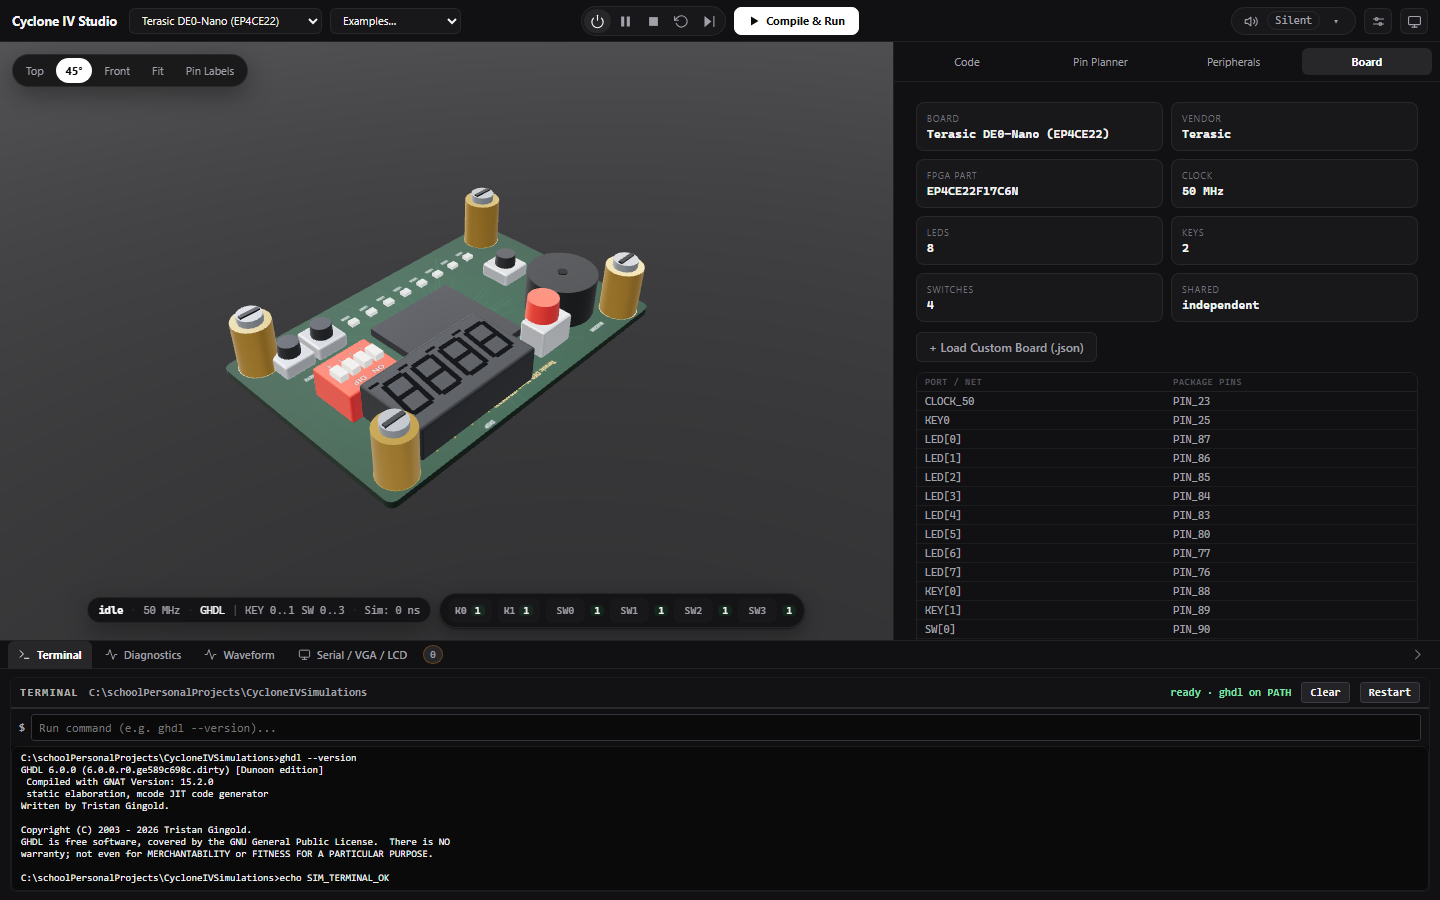 Cyclone IV Studio
Terasic DE0-Nano (EP4CE22)
Examples...
Compile & Run
Silent
Top
45°
Front
Fit
Pin Labels
Code
Pin Planner
Peripherals
Board
BOARD
Terasic DE0-Nano (EP4CE22)
VENDOR
Terasic
FPGA PART
EP4CE22F17C6N
CLOCK
50 MHz
LEDS
8
KEYS
2
SWITCHES
4
SHARED
independent
+ Load Custom Board (.json)
PORT / NET PACKAGE PINS
CLOCK_50 PIN_23
KEY0 PIN_25
LED[0] PIN_87
LED[1] PIN_86
LED[2] PIN_85
LED[3] PIN_84
LED[4] PIN_83
LED[5] PIN_80
LED[6] PIN_77
LED[7] PIN_76
KEY[0] PIN_88
KEY[1] PIN_89
SW[0] PIN_90
ON DIP
idle · 50 MHz · GHDL | KEY 0..1 SW 0..3 · Sim: 0 ns
K0 1 K1 1 SW0 1 SW1 1 SW2 1 SW3 1
Terminal
Diagnostics
Waveform
Serial / VGA / LCD
0
TERMINAL C:\schoolPersonalProjects\CycloneIVSimulations
ready · ghdl on PATH
Clear
Restart
$ Run command (e.g. ghdl --version)...
C:\schoolPersonalProjects\CycloneIVSimulations>ghdl --version
GHDL 6.0.0 (6.0.0.r0.ge589c698c.dirty) [Dunoon edition]
Compiled with GNAT Version: 15.2.0
static elaboration, mcode JIT code generator
Written by Tristan Gingold.
Copyright (C) 2003 - 2026 Tristan Gingold.
GHDL is free software, covered by the GNU General Public License. There is NO
warranty; not even for MERCHANTABILITY or FITNESS FOR A PARTICULAR PURPOSE.
C:\schoolPersonalProjects\CycloneIVSimulations>echo SIM_TERMINAL_OK